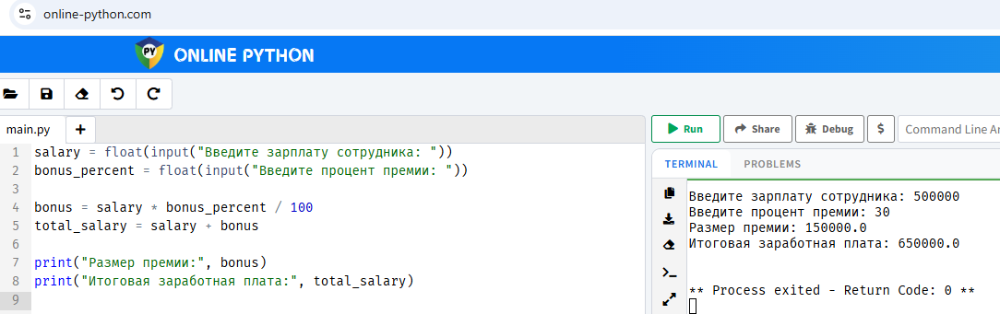 online-python.com
PY ONLINE PYTHON
main.py +
Run Share Debug $ Command Line Ar
1 salary = float(input("Введите зарплату сотрудника: "))
2 bonus_percent = float(input("Введите процент премии: "))
3
4 bonus = salary * bonus_percent / 100
5 total_salary = salary + bonus
6
7 print("Размер премии:", bonus)
8 print("Итоговая заработная плата:", total_salary)
9
TERMINAL PROBLEMS
Введите зарплату сотрудника: 500000
Введите процент премии: 30
Размер премии: 150000.0
Итоговая заработная плата: 650000.0
** Process exited - Return Code: 0 **